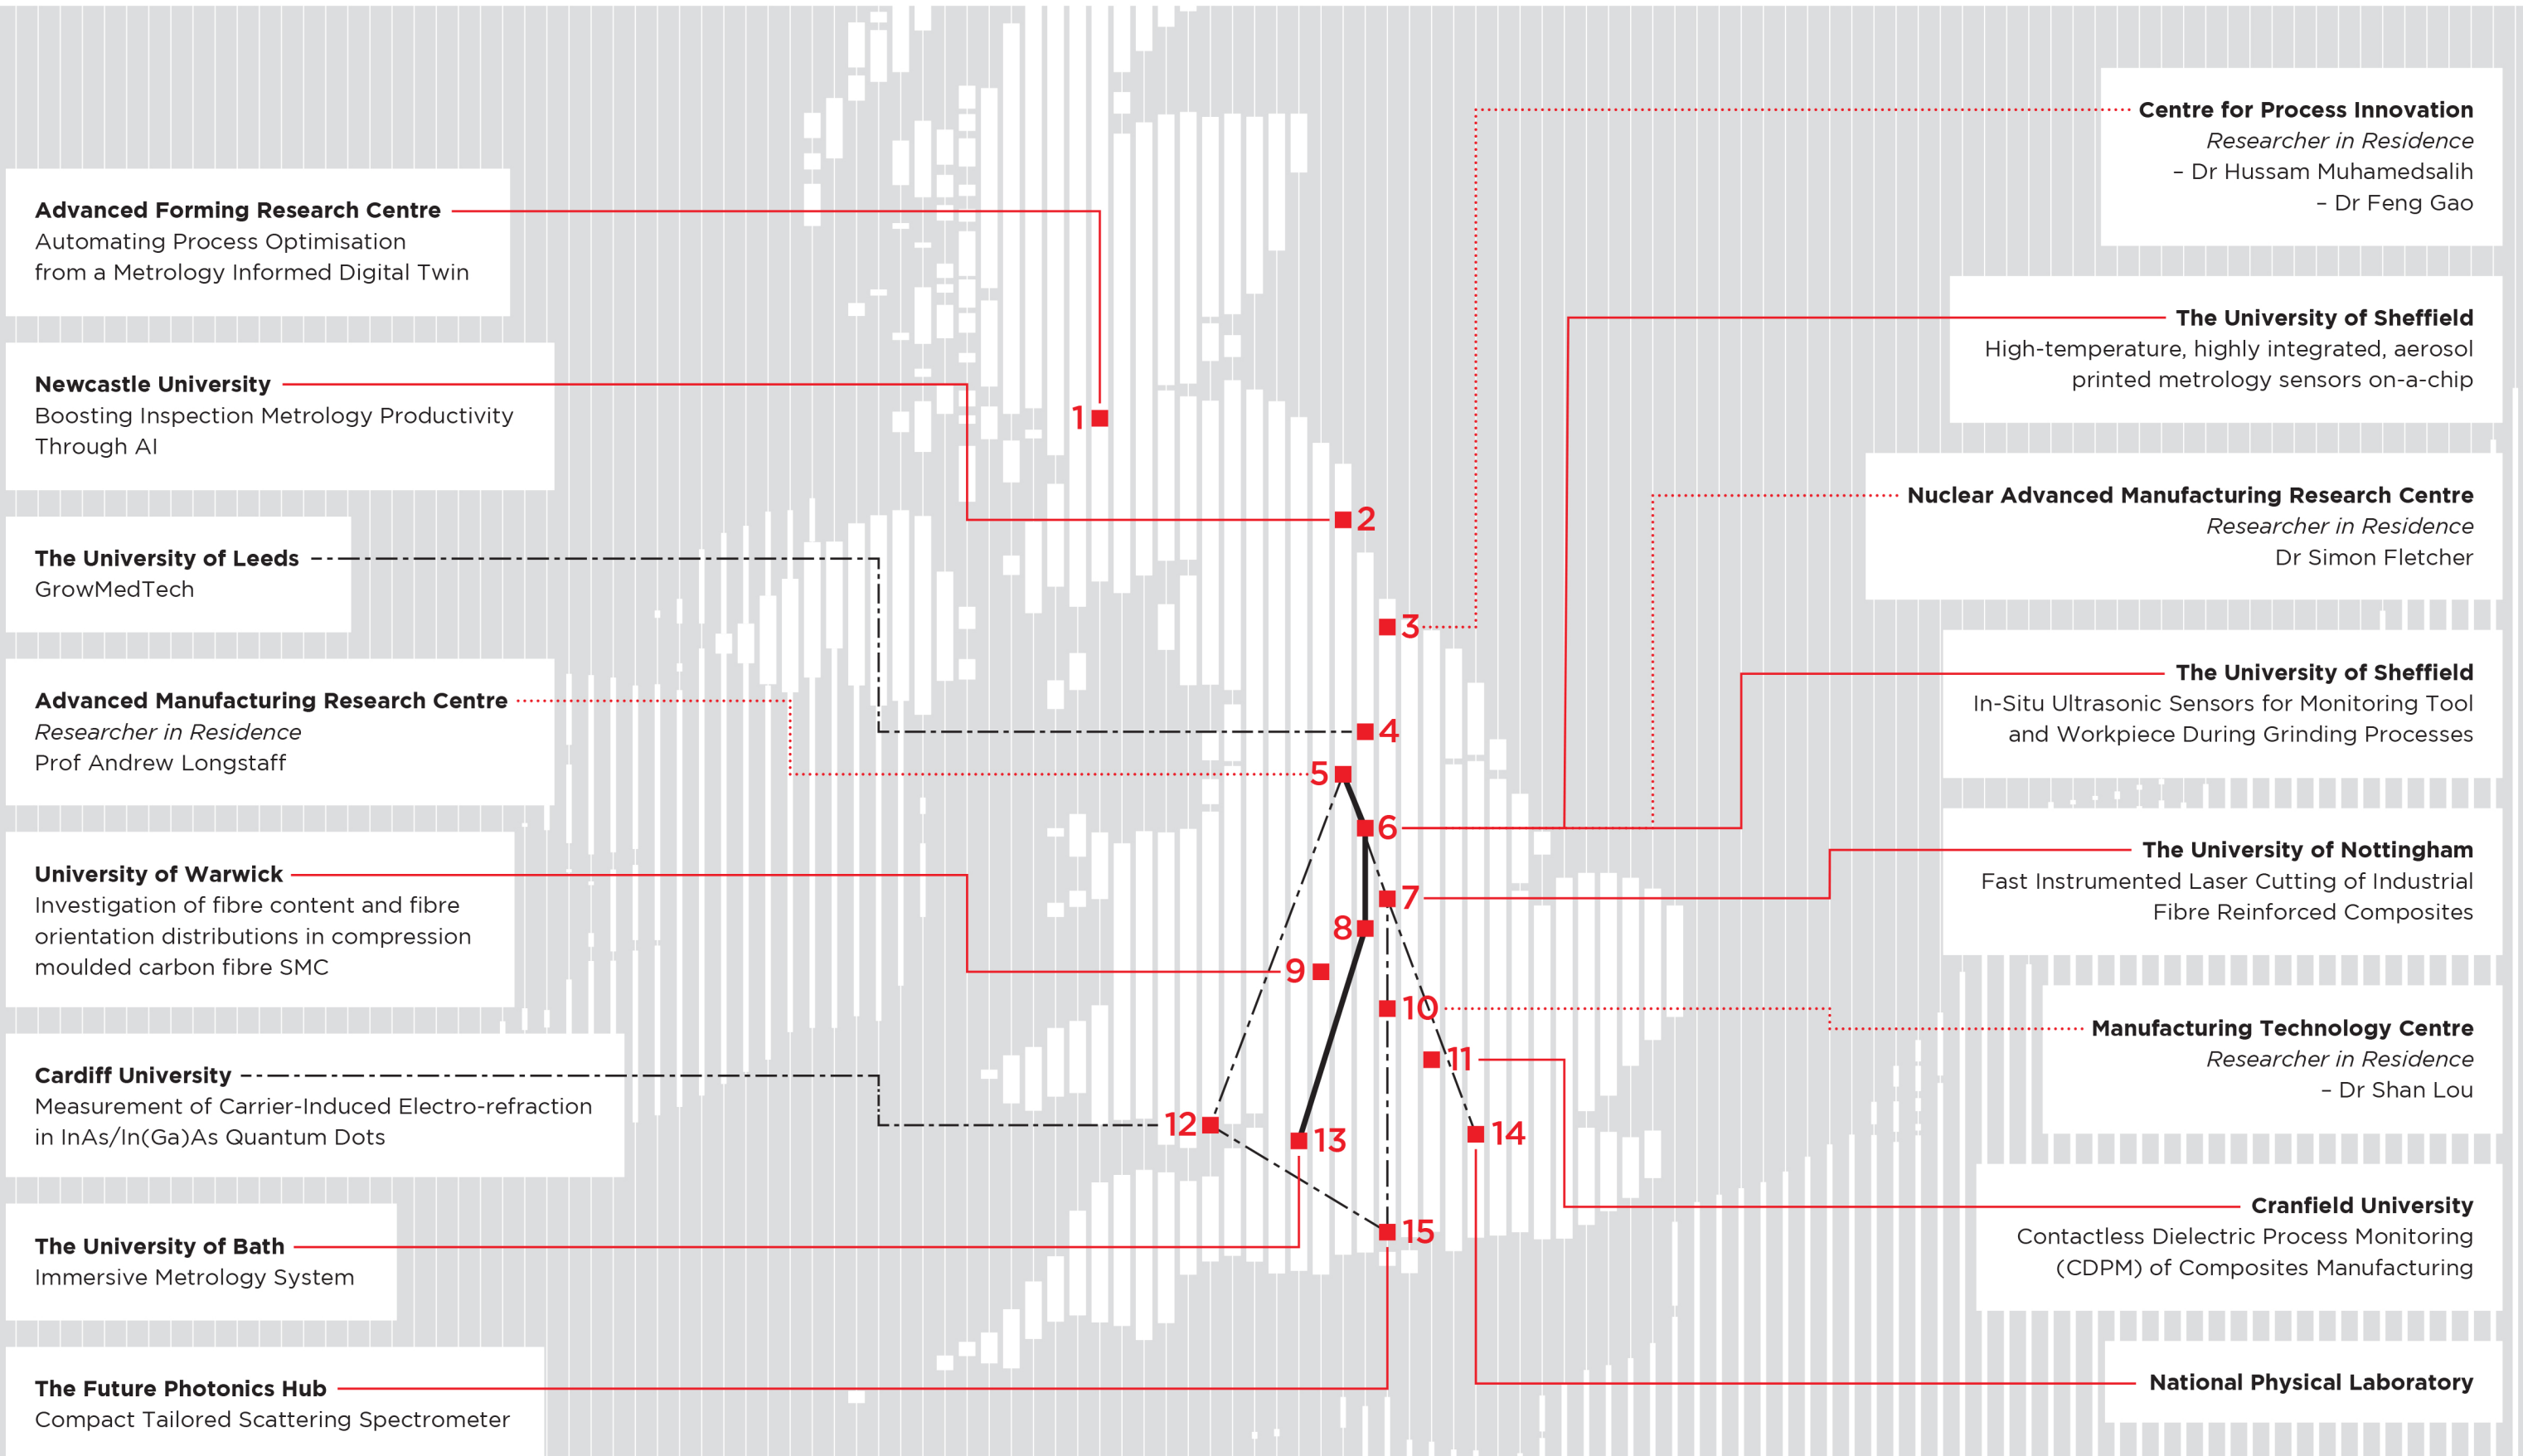 Advanced Forming Research Centre
Automating Process Optimisation
from a Metrology Informed Digital Twin
Newcastle University
Boosting Inspection Metrology Productivity
Through AI
The University of Leeds
GrowMedTech
Advanced Manufacturing Research Centre
Researcher in Residence
Prof Andrew Longstaff
University of Warwick
Investigation of fibre content and fibre
orientation distributions in compression
moulded carbon fibre SMC
Cardiff University
Measurement of Carrier-Induced Electro-refraction
in InAs/In(Ga)As Quantum Dots
The University of Bath
Immersive Metrology System
The Future Photonics Hub
Compact Tailored Scattering Spectrometer
1
2
3
4
5
6
7
8
9
10
11
12
13
14
15
Centre for Process Innovation
Researcher in Residence
– Dr Hussam Muhamedsalih
– Dr Feng Gao
The University of Sheffield
High-temperature, highly integrated, aerosol
printed metrology sensors on-a-chip
Nuclear Advanced Manufacturing Research Centre
Researcher in Residence
Dr Simon Fletcher
The University of Sheffield
In-Situ Ultrasonic Sensors for Monitoring Tool
and Workpiece During Grinding Processes
The University of Nottingham
Fast Instrumented Laser Cutting of Industrial
Fibre Reinforced Composites
Manufacturing Technology Centre
Researcher in Residence
– Dr Shan Lou
Cranfield University
Contactless Dielectric Process Monitoring
(CDPM) of Composites Manufacturing
National Physical Laboratory